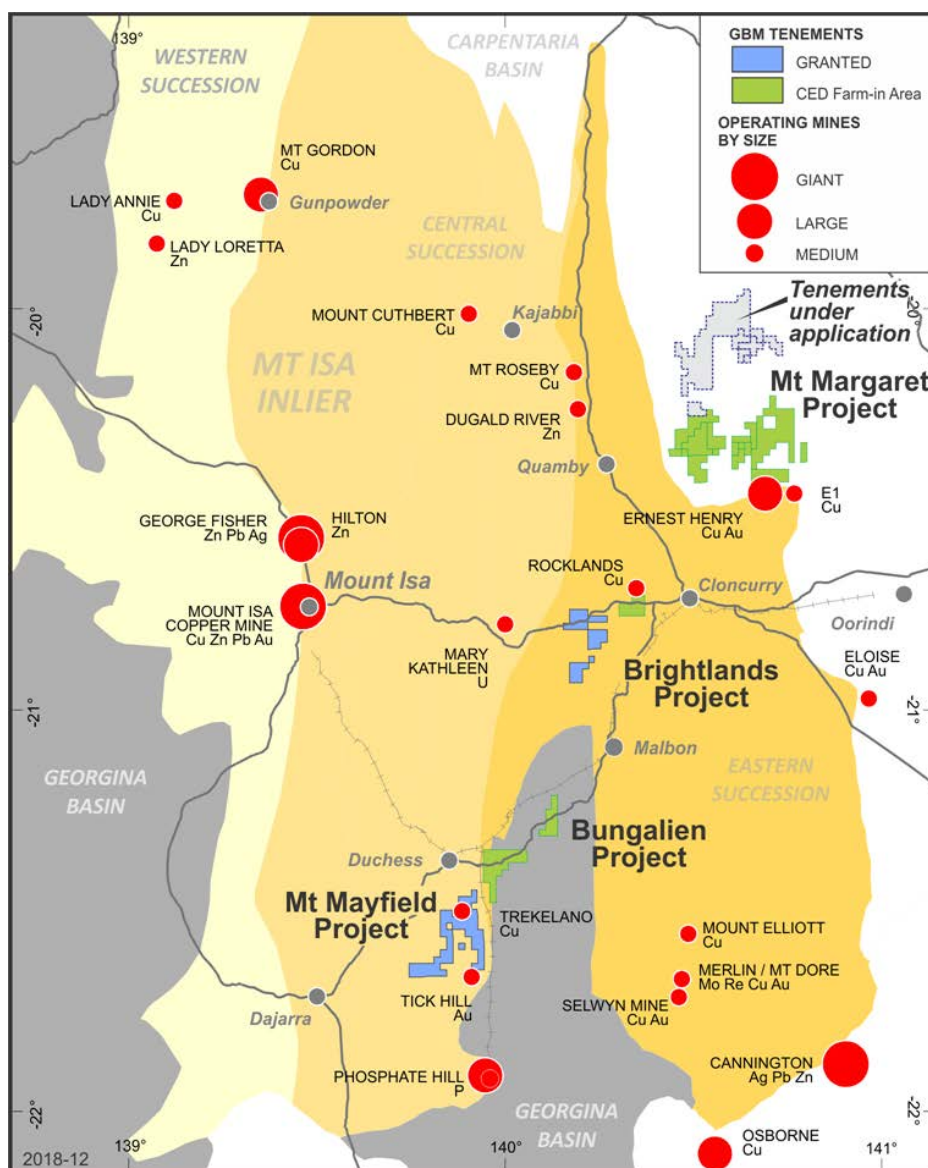 139°
WESTERN
SUCCESSION
CARPENTARIA
BASIN
GBM TENEMENTS
GRANTED
CED Farm-in Area
OPERATING MINES
BY SIZE
GIANT
LARGE
MEDIUM
MT GORDON
Cu
LADY ANNIE
Cu
Gunpowder
LADY LORETTA
Zn
CENTRAL
SUCCESSION
-20°
-20°
Tenements
under
application
MOUNT CUTHBERT
Cu
Kajabbi
MT ISA
INLIER
MT ROSEBY
Cu
Mt Margaret
Project
DUGALD RIVER
Zn
Quamby
E1
Cu
ERNEST HENRY
Cu Au
GEORGE FISHER
Zn Pb Ag
HILTON
Zn
ROCKLANDS
Cu
Mount Isa
Cloncurry
MOUNT ISA
COPPER MINE
Cu Zn Pb Au
Oorindi
MARY
KATHLEEN
U
Brightlands
Project
ELOISE
Cu Au
-21°
-21°
Malbon
GEORGINA
BASIN
EASTERN
SUCCESSION
Bungalien
Project
Duchess
Mt Mayfield
Project
TREKELANO
Cu
MOUNT ELLIOTT
Cu
MERLIN / MT DORE
Mo Re Cu Au
TICK HILL
Au
SELWYN MINE
Cu Au
Dajarra
PHOSPHATE HILL
P
CANNINGTON
Ag Pb Zn
-22°
-22°
GEORGINA
BASIN
OSBORNE
Cu
2018-12
139°
140°
141°